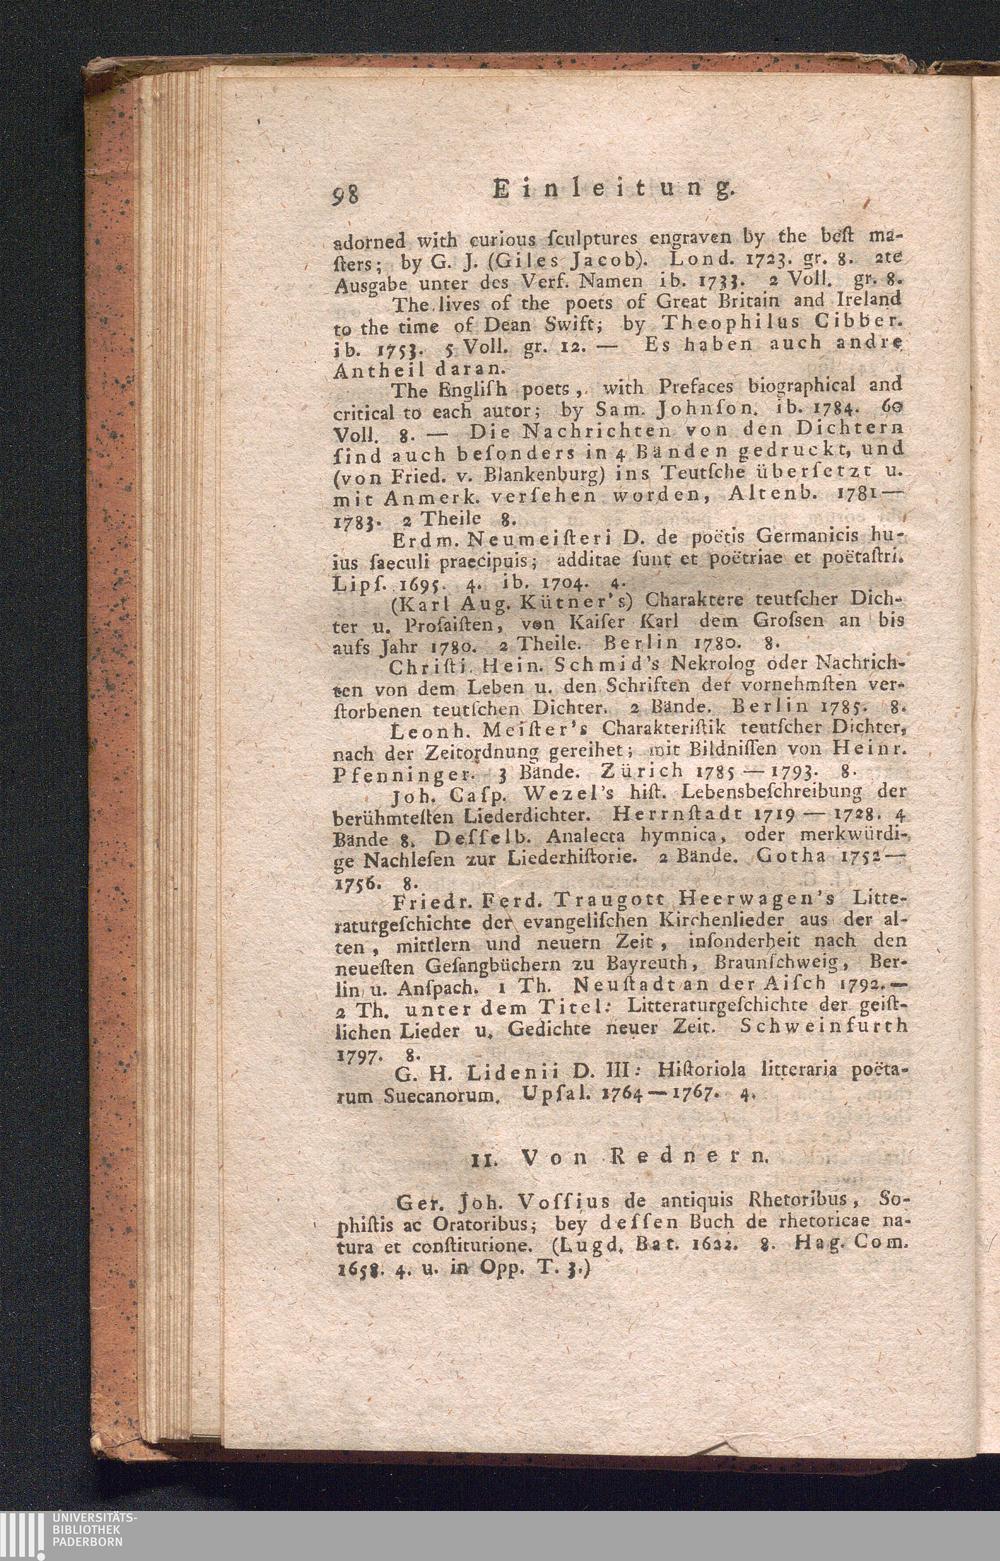 98 Einleitung.
adorned with curious ſculptures engraven by the beſt ma-
ſters; by G. J. (Giles Jacob). Lond. 1723. gr. 8. 2te
Ausgabe unter des Verf. Namen ib. 1733. 2 Voll. gr. 8.
The lives of the poets of Great Britain and Ireland
to the time of Dean Swift; by Theophilus Cibber.
ib. 1753. 5 Voll. gr. 12. — Es haben auch andre
Antheil daran.
The Engliſh poets, with Prefaces biographical and
critical to each autor; by Sam. Johnſon. ib. 1784. 60
Voll. 8. — Die Nachrichten von den Dichtern
ſind auch beſonders in 4 Bänden gedruckt, und
(von Fried. v. Blankenburg) ins Teutſche überſetzt u.
mit Anmerk. verſehen worden, Altenb. 1781—
1783. 2 Theile 8.
Erdm. Neumeiſteri D. de poëtis Germanicis hu-
ius ſaeculi praecipuis; additae ſunt et poëtriae et poëtaſtri.
Lipſ. 1695. 4. ib. 1704. 4.
(Karl Aug. Kütner's) Charaktere teutſcher Dich-
ter u. Proſaiſten, von Kaiſer Karl dem Groſsen an bis
aufs Jahr 1780. 2 Theile. Berlin 1780. 8.
Chriſti. Hein. Schmid's Nekrolog oder Nachrich-
ten von dem Leben u. den Schriften der vornehmſten ver-
ſtorbenen teutſchen Dichter. 2 Bände. Berlin 1785. 8.
Leonh. Meiſter's Charakteriſtik teutſcher Dichter,
nach der Zeitordnung gereihet; mit Bildniſſen von Heinr.
Pfenninger. 3 Bände. Zürich 1785 — 1793. 8.
Joh. Caſp. Wezel's hiſt. Lebensbeſchreibung der
berühmteſten Liederdichter. Herrnſtadt 1719 — 1728. 4
Bände 8. Deſſelb. Analecta hymnica, oder merkwürdi-
ge Nachleſen zur Liederhiſtorie. 2 Bände. Gotha 1752—
1756. 8.
Friedr. Ferd. Traugott Heerwagen's Litte-
raturgeſchichte der evangeliſchen Kirchenlieder aus der al-
ten, mittlern und neuern Zeit, inſonderheit nach den
neueſten Geſangbüchern zu Bayreuth, Braunſchweig, Ber-
lin u. Anſpach. 1 Th. Neuſtadt an der Aiſch 1792.—
2 Th. unter dem Titel: Litteraturgeſchichte der geiſt-
lichen Lieder u. Gedichte neuer Zeit. Schweinfurth
1797. 8.
G. H. Lidenii D. III: Hiſtoriola litteraria poëta-
rum Suecanorum. Upſal. 1764—1767. 4.
11. Von Rednern.
Ger. Joh. Voſſius de antiquis Rhetoribus, So-
phiſtis ac Oratoribus; bey deſſen Buch de rhetoricae na-
tura et conſtitutione. (Lugd. Bat. 1622. 8. Hag. Com.
1658. 4. u. in Opp. T. 3.)
UNIVERSITÄTS-
BIBLIOTHEK
PADERBORN